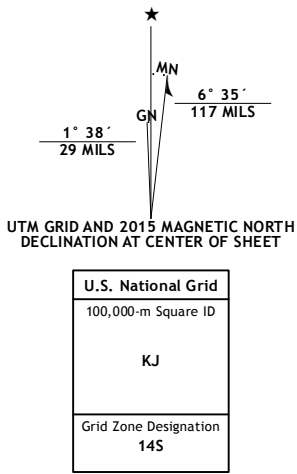 ★
MN
GN
6° 35´
117 MILS
1° 38´
29 MILS
UTM GRID AND 2015 MAGNETIC NORTH
DECLINATION AT CENTER OF SHEET
U.S. National Grid
100,000-m Square ID
KJ
Grid Zone Designation
14S